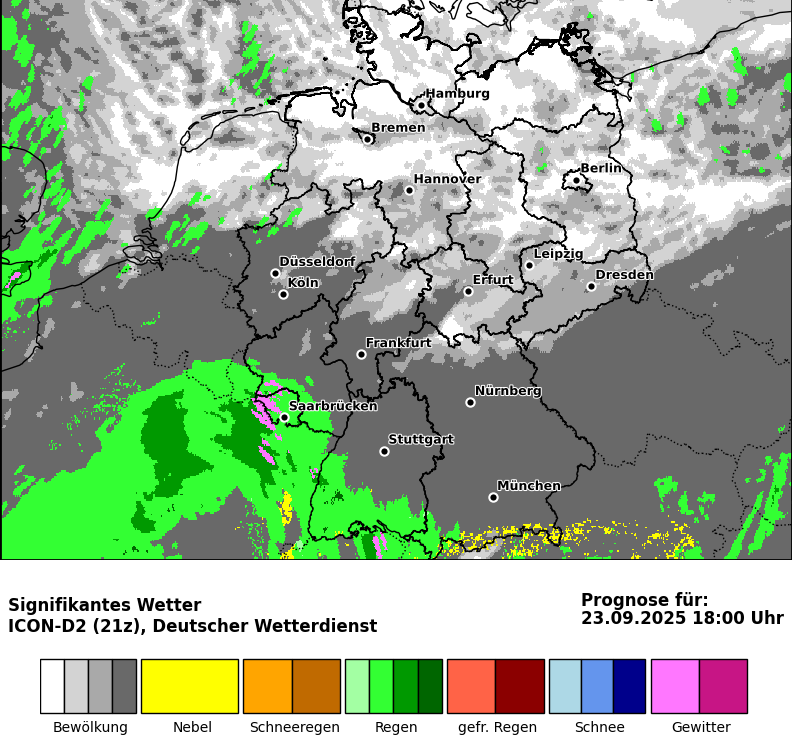 Hamburg
Bremen
Berlin
Hannover
Leipzig
Düsseldorf
Dresden
Köln
Erfurt
Frankfurt
Nürnberg
Saarbrücken
Stuttgart
München
Signifikantes Wetter
ICON-D2 (21z), Deutscher Wetterdienst
Prognose für:
23.09.2025 18:00 Uhr
Bewölkung Nebel Schneeregen Regen gefr. Regen Schnee Gewitter